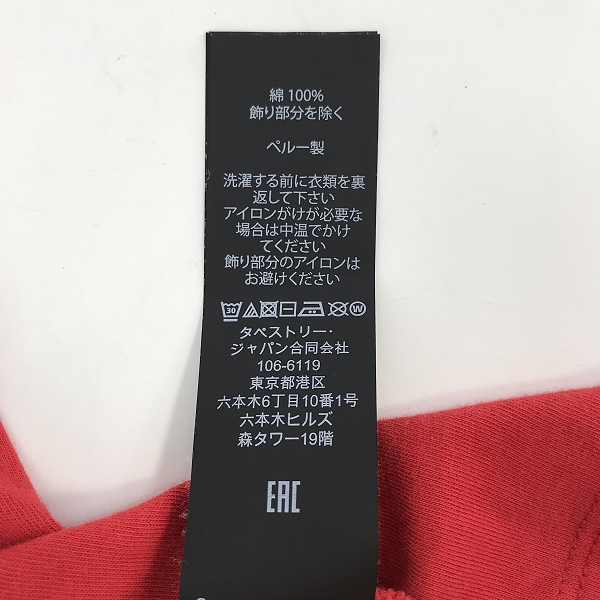 綿 100%
飾り部分を除く
ペルー製
洗濯する前に衣類を裏
返して下さい
アイロンがけが必要な
場合は中温でかけ
てください
飾り部分のアイロンは
お避けください
30
W
タペストリー・
ジャパン合同会社
106-6119
東京都港区
六本木6丁目10番1号
六本木ヒルズ
森タワー19階
EAC